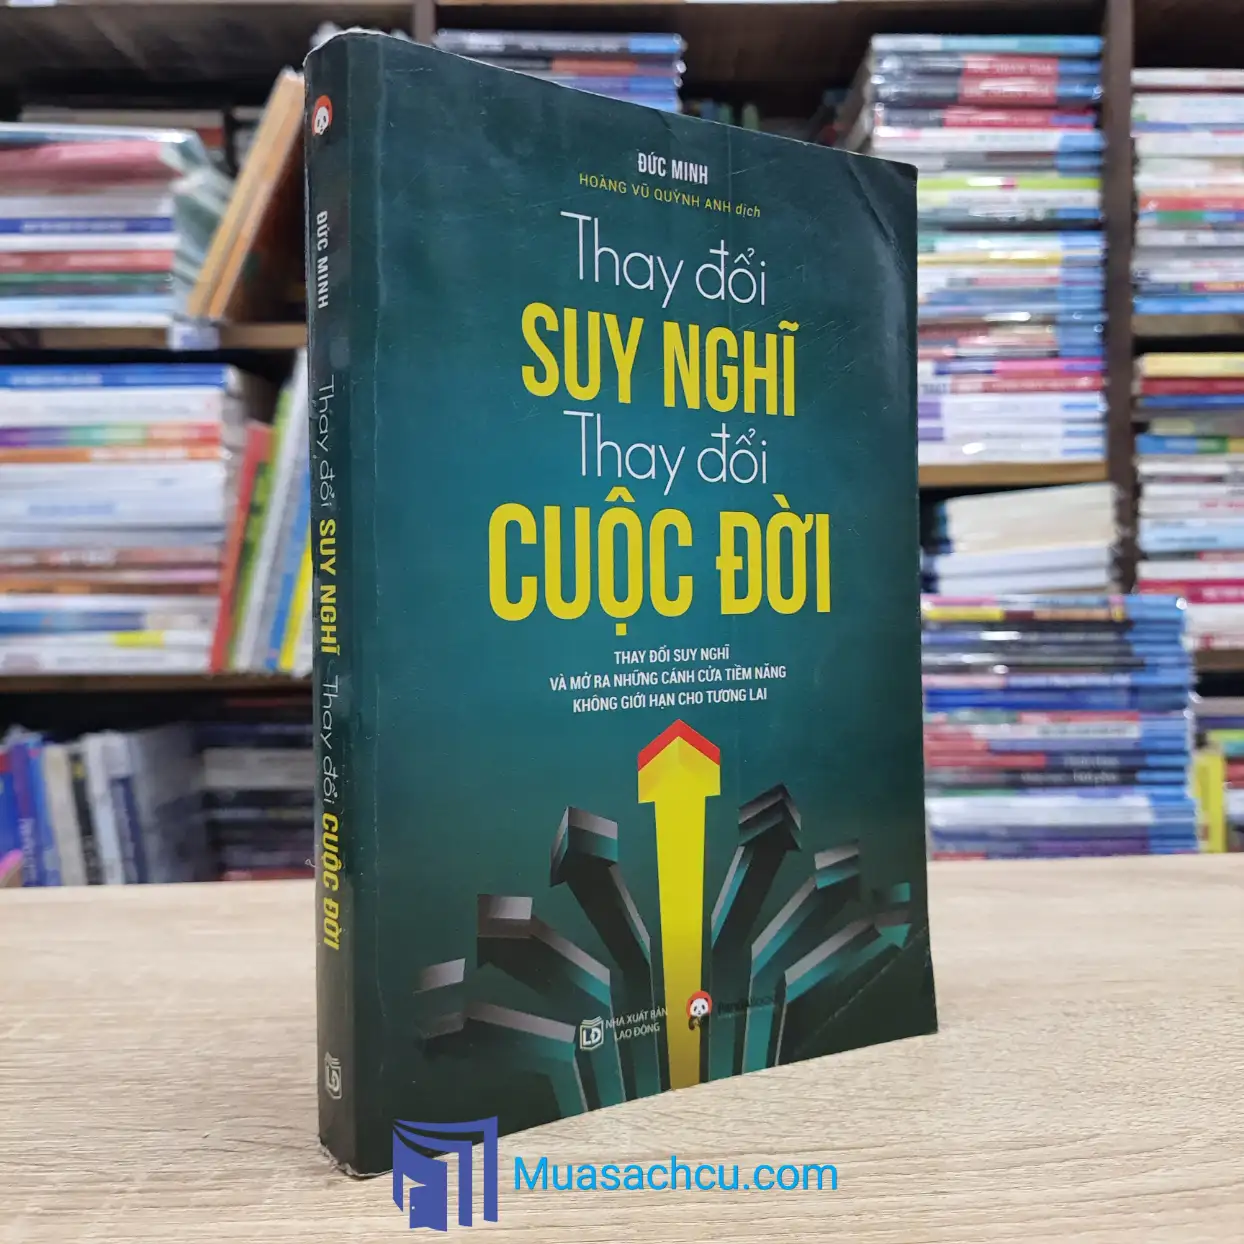 ĐỨC MINH
HOÀNG VŨ QUỲNH ANH dịch
Thay đổi
SUY NGHĨ
Thay đổi
CUỘC ĐỜI
THAY ĐỔI SUY NGHĨ
VÀ MỞ RA NHỮNG CÁNH CỬA TIỀM NĂNG
KHÔNG GIỚI HẠN CHO TƯƠNG LAI
LĐ
NHÀ XUẤT BẢN
LAO ĐỘNG
ĐỨC MINH
Thay đổi SUY NGHĨ Thay đổi CUỘC ĐỜI
LĐ
Muasachcu.com